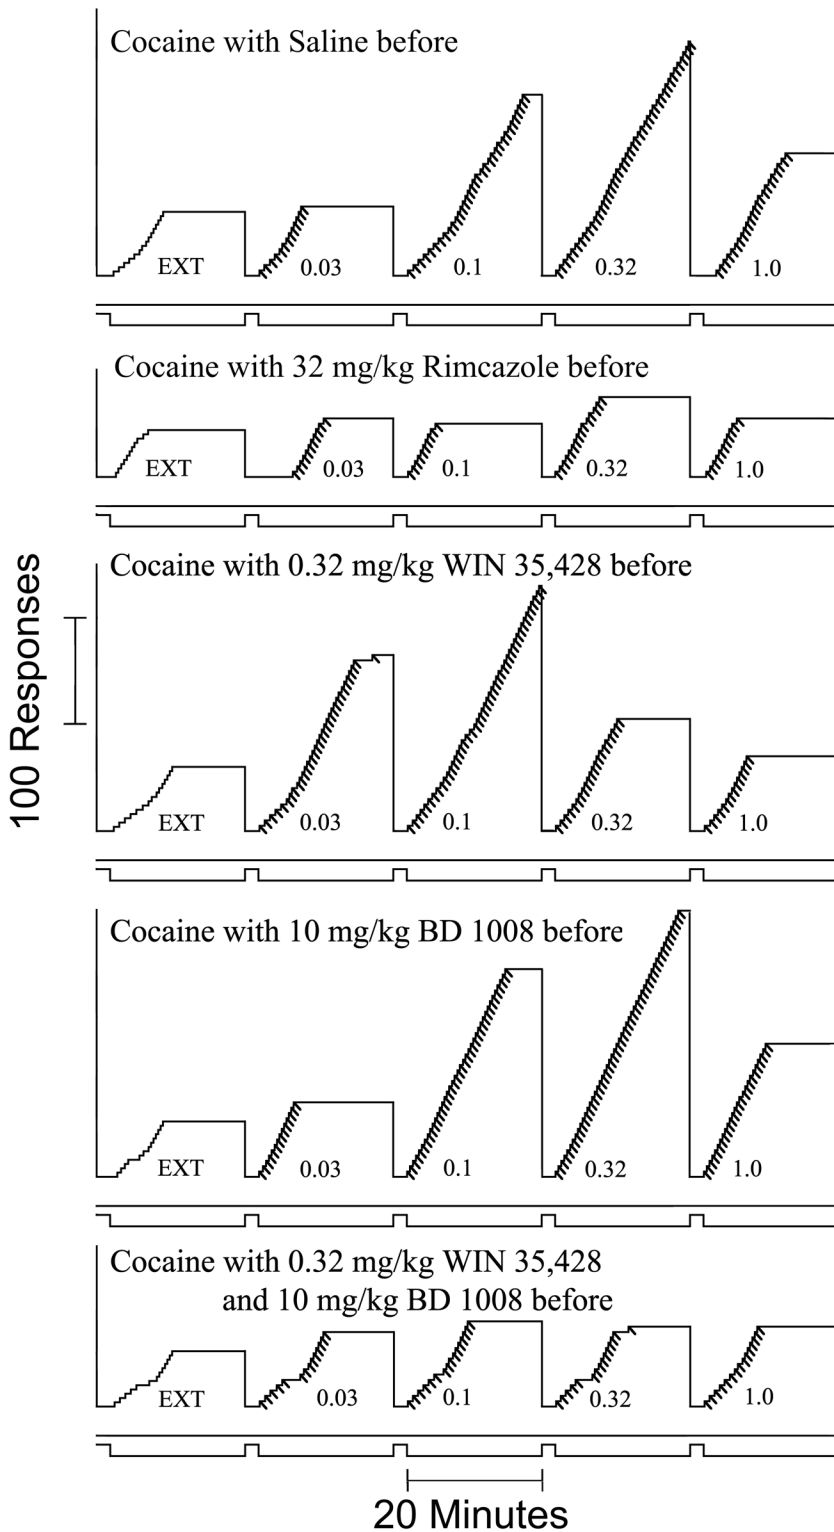 Cocaine with Saline before
EXT 0.03 0.1 0.32 1.0
Cocaine with 32 mg/kg Rimcazole before
EXT 0.03 0.1 0.32 1.0
100 Responses
Cocaine with 0.32 mg/kg WIN 35,428 before
EXT 0.03 0.1 0.32 1.0
Cocaine with 10 mg/kg BD 1008 before
EXT 0.03 0.1 0.32 1.0
Cocaine with 0.32 mg/kg WIN 35,428
and 10 mg/kg BD 1008 before
EXT 0.03 0.1 0.32 1.0
20 Minutes